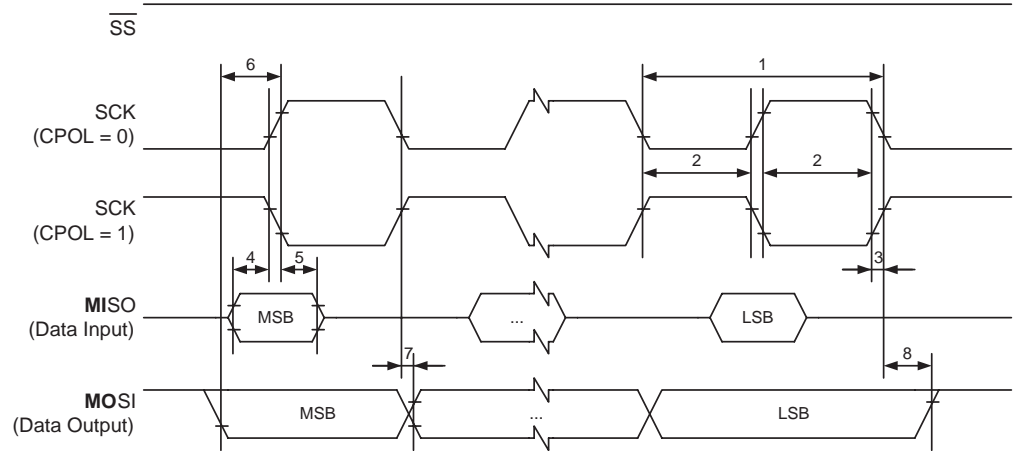 SS
6
1
SCK
(CPOL = 0)
2
2
SCK
(CPOL = 1)
4
5
3
MISO
(Data Input)
MSB
...
LSB
7
8
MOSI
(Data Output)
MSB
...
LSB